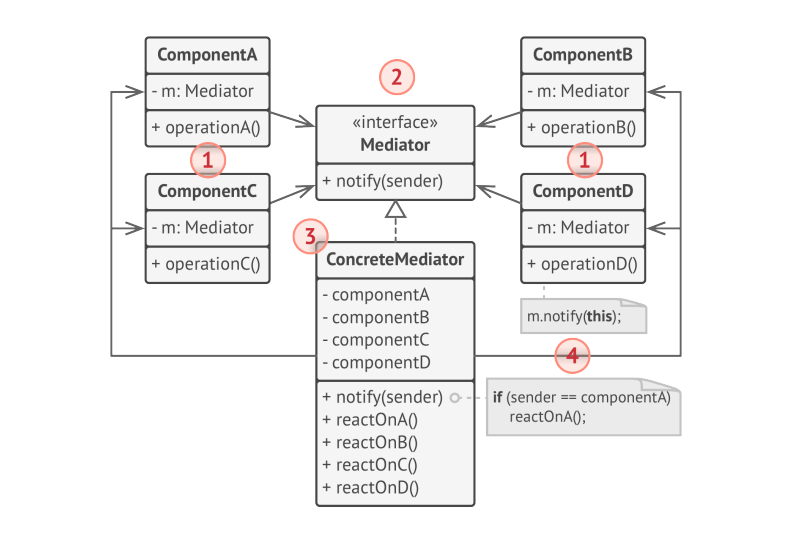 ComponentA
- m: Mediator
+ operationA()
ComponentB
- m: Mediator
+ operationB()
2
«interface»
Mediator
+ notify(sender)
1
1
ComponentC
- m: Mediator
+ operationC()
ComponentD
- m: Mediator
+ operationD()
m.notify(this);
3
ConcreteMediator
- componentA
- componentB
- componentC
- componentD
+ notify(sender)
+ reactOnA()
+ reactOnB()
+ reactOnC()
+ reactOnD()
4
if (sender == componentA)
reactOnA();